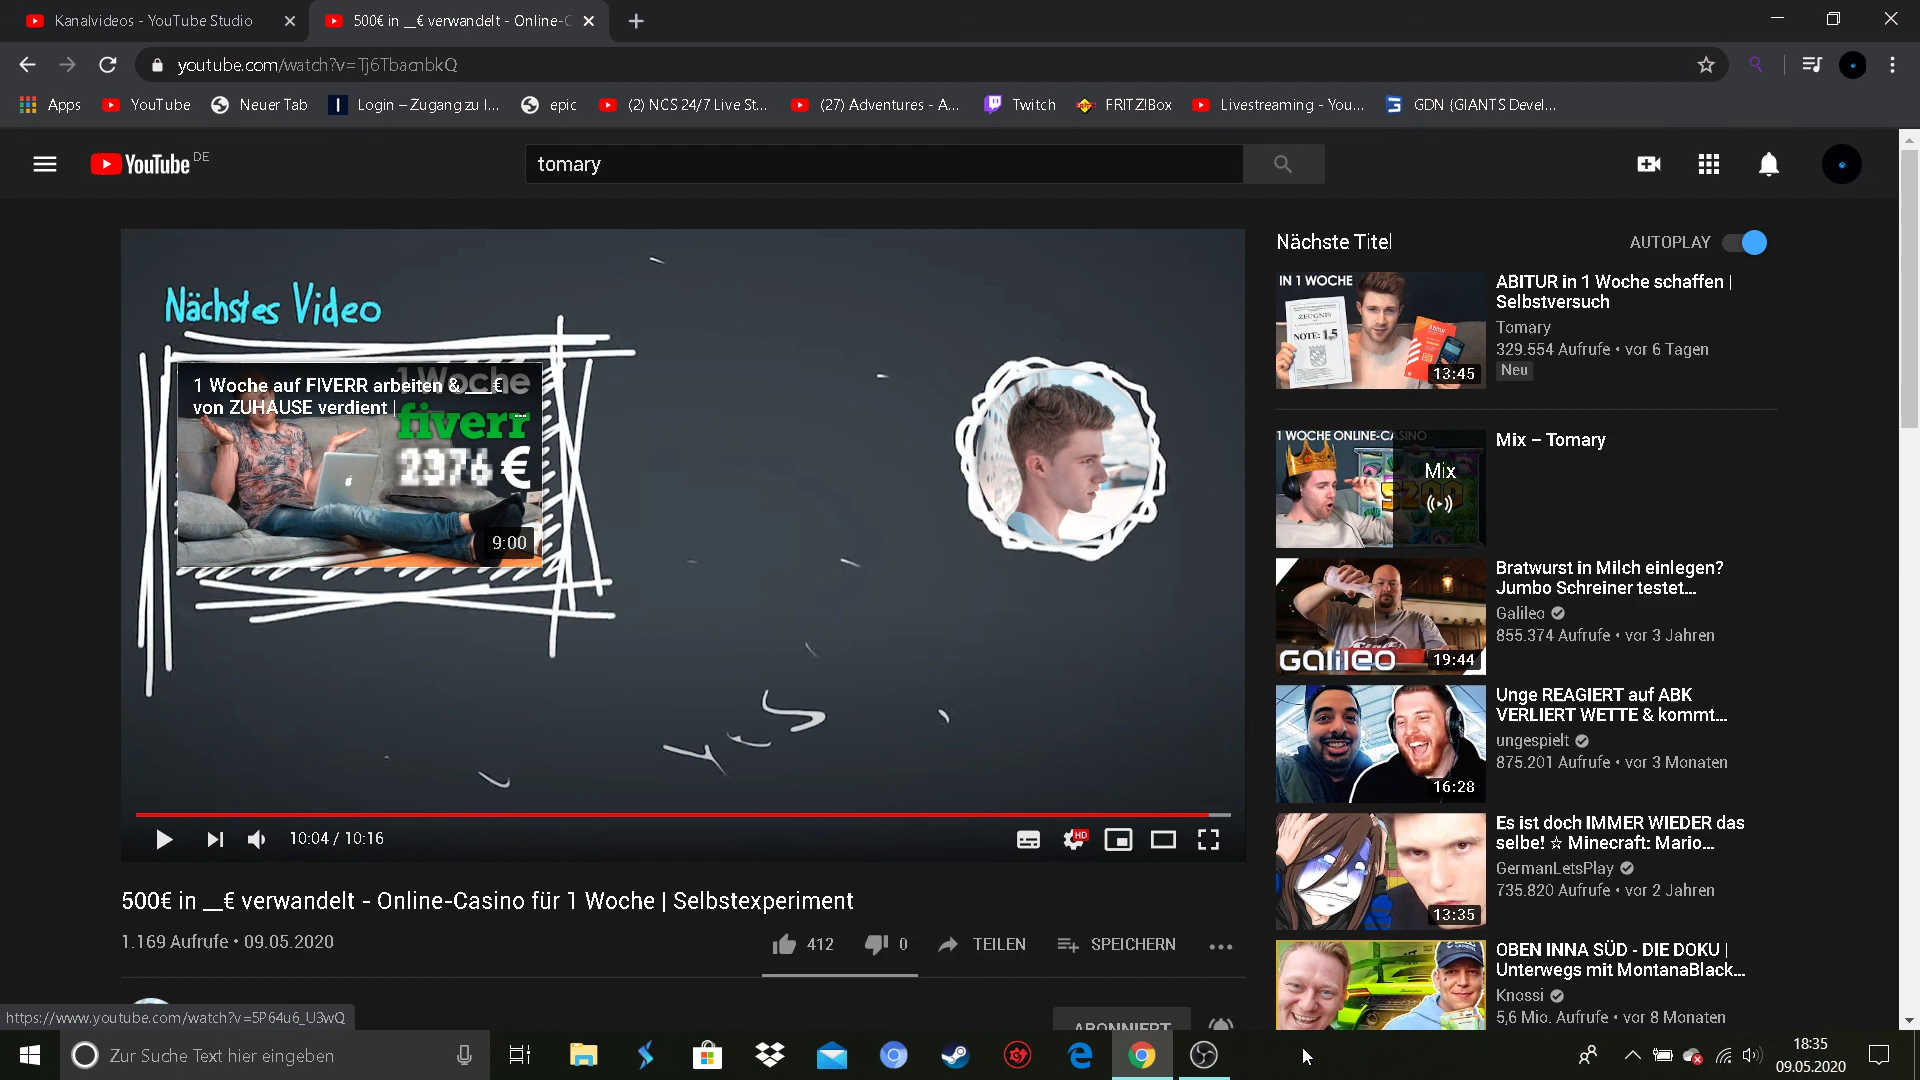 Kanalvideos - YouTube Studio
500€ in __€ verwandelt - Online-C
youtube.com/watch?v=Tj6TbacnbkQ
Apps
YouTube
Neuer Tab
Login – Zugang zu I...
epic
(2) NCS 24/7 Live St...
(27) Adventures - A...
Twitch
FRITZ!Box
Livestreaming - You...
GDN {GIANTS Devel...
YouTube DE
tomary
Nächstes Video
1 Woche auf FIVERR arbeiten & __€
von ZUHAUSE verdient | ...
1 Woche
fiverr
2376 €
9:00
10:04 / 10:16
HD
500€ in __€ verwandelt - Online-Casino für 1 Woche | Selbstexperiment
1.169 Aufrufe • 09.05.2020
412
0
TEILEN
SPEICHERN
ABONNIERT
https://www.youtube.com/watch?v=5P64u6_U3wQ
Nächste Titel
AUTOPLAY
IN 1 WOCHE
ZEUGNIS
NOTE: 1,5
Abitur
13:45
ABITUR in 1 Woche schaffen |
Selbstversuch
Tomary
329.554 Aufrufe • vor 6 Tagen
Neu
1 WOCHE ONLINE-CASINO
Mix
Mix – Tomary
GALILEO
19:44
Bratwurst in Milch einlegen?
Jumbo Schreiner testet...
Galileo
855.374 Aufrufe • vor 3 Jahren
16:28
Unge REAGIERT auf ABK
VERLIERT WETTE & kommt...
ungespielt
875.201 Aufrufe • vor 3 Monaten
13:35
Es ist doch IMMER WIEDER das
selbe! ☆ Minecraft: Mario...
GermanLetsPlay
735.820 Aufrufe • vor 2 Jahren
OBEN INNA SÜD - DIE DOKU |
Unterwegs mit MontanaBlack...
Knossi
5,6 Mio. Aufrufe • vor 8 Monaten
Zur Suche Text hier eingeben
18:35
09.05.2020